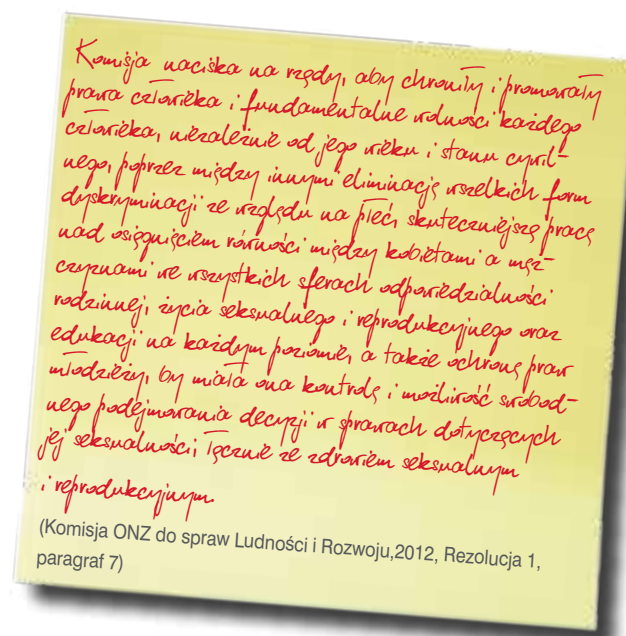 Komisja naciska na rządy, aby chroniły i promowały
prawa człowieka i fundamentalne wolności każdego
człowieka, niezależnie od jego wieku i stanu cywil-
nego, poprzez między innymi eliminację wszelkich form
dyskryminacji ze względu na płeć, skuteczniejszą pracę
nad osięgnięciem równości między kobietami a męż-
czyznami we wszystkich sferach odpowiedzialności
rodzinnej, życia seksualnego i reprodukcyjnego oraz
edukacji na każdym poziomie, a także ochronę praw
młodzieży, by miała ona kontrolę i możliwość swobod-
nego podejmowania decyzji w sprawach dotyczących
jej seksualności, łącznie ze zdrowiem seksualnym
i reprodukcyjnym.
(Komisja ONZ do spraw Ludności i Rozwoju,2012, Rezolucja 1,
paragraf 7)